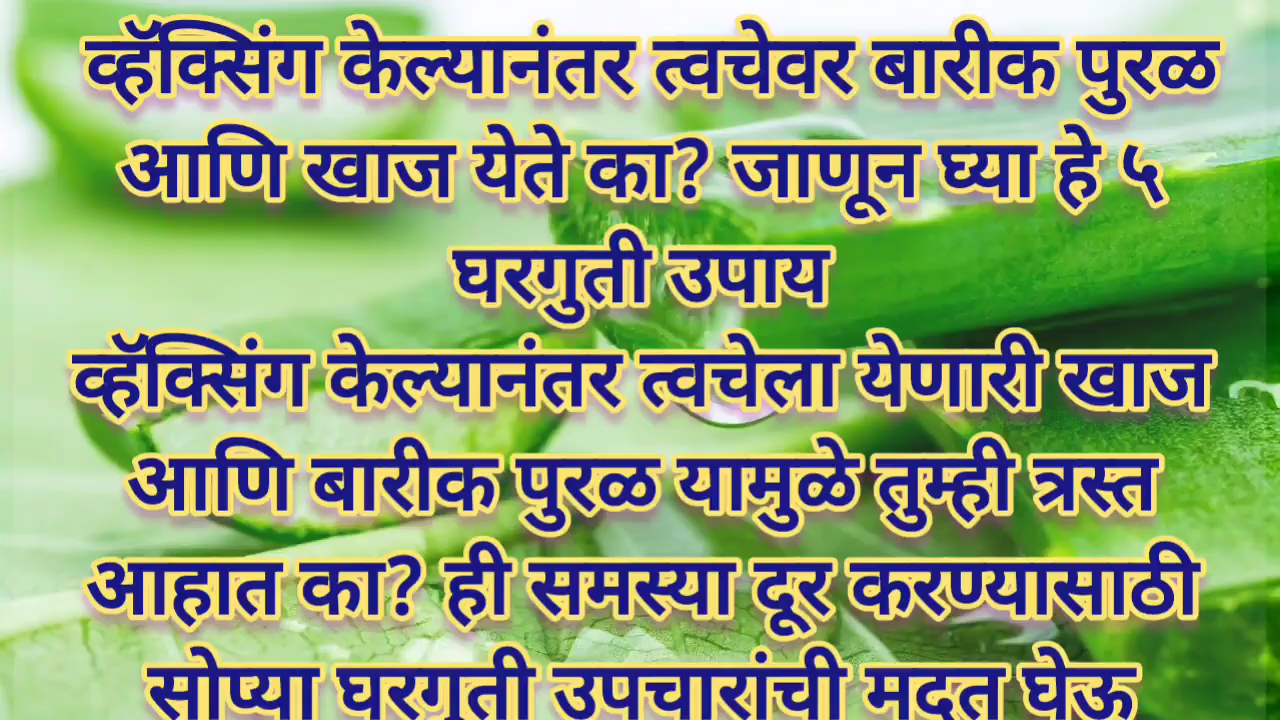 व्हॅक्सिंग केल्यानंतर त्वचेवर बारीक पुरळ
आणि खाज येते का? जाणून घ्या हे ५
घरगुती उपाय
व्हॅक्सिंग केल्यानंतर त्वचेला येणारी खाज
आणि बारीक पुरळ यामुळे तुम्ही त्रस्त
आहात का? ही समस्या दूर करण्यासाठी
सोप्या घरगुती उपचारांची मदत घेऊ